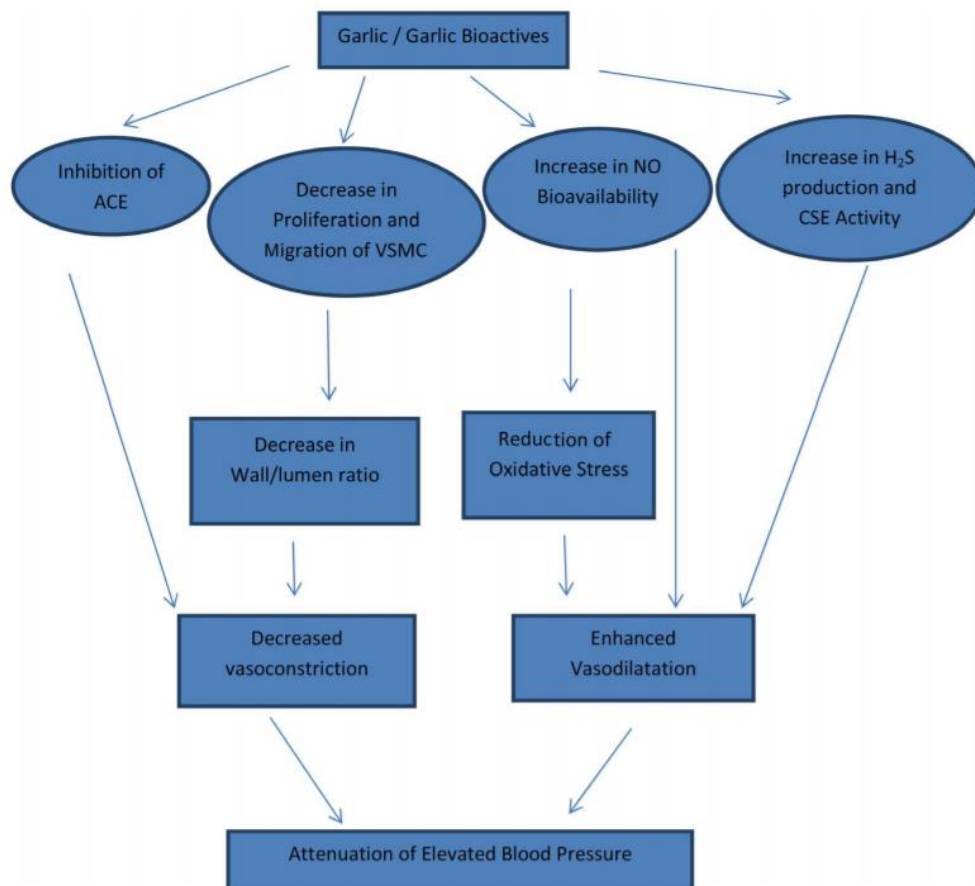 Garlic / Garlic Bioactives
Inhibition of
ACE
Decrease in
Proliferation and
Migration of VSMC
Increase in NO
Bioavailability
Increase in H₂S
production and
CSE Activity
Decrease in
Wall/lumen ratio
Reduction of
Oxidative Stress
Decreased
vasoconstriction
Enhanced
Vasodilatation
Attenuation of Elevated Blood Pressure